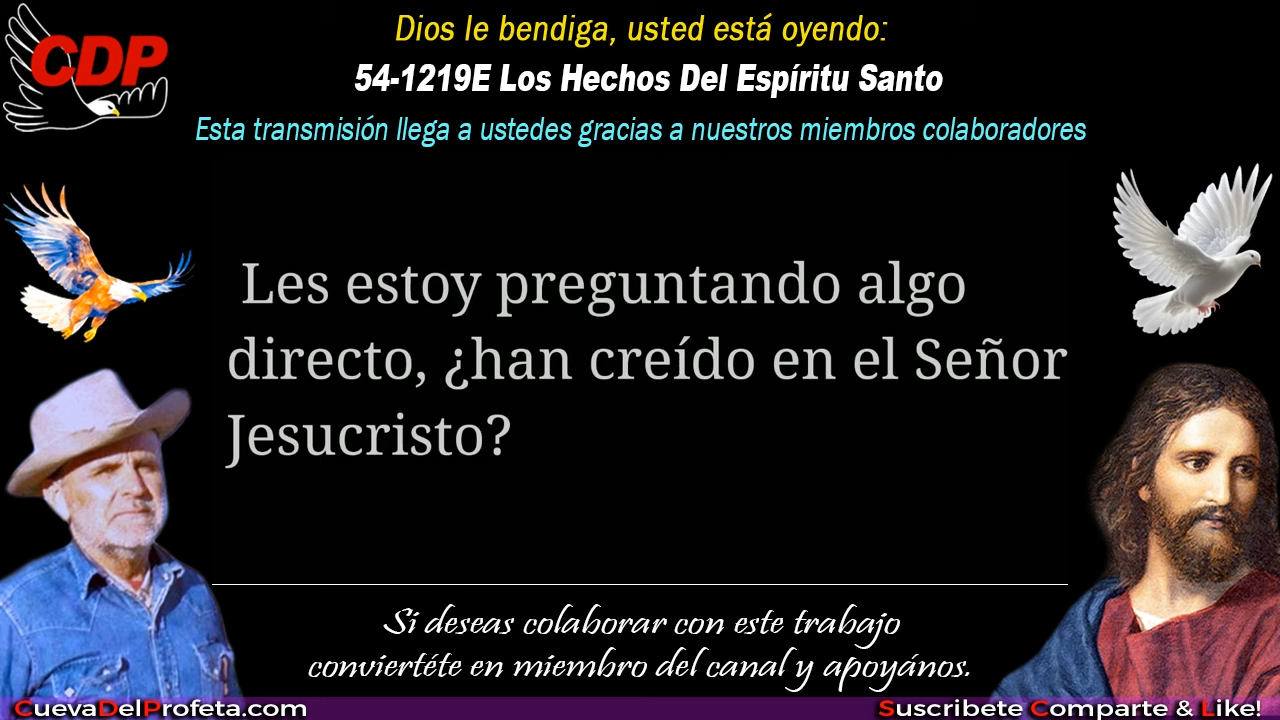 CDP
Dios le bendiga, usted está oyendo:
54-1219E Los Hechos Del Espíritu Santo
Esta transmisión llega a ustedes gracias a nuestros miembros colaboradores
Les estoy preguntando algo
directo, ¿han creído en el Señor
Jesucristo?
Si deseas colaborar con este trabajo
conviertéte en miembro del canal y apoyános.
CuevaDelProfeta.com
Suscribete Comparte & Like!